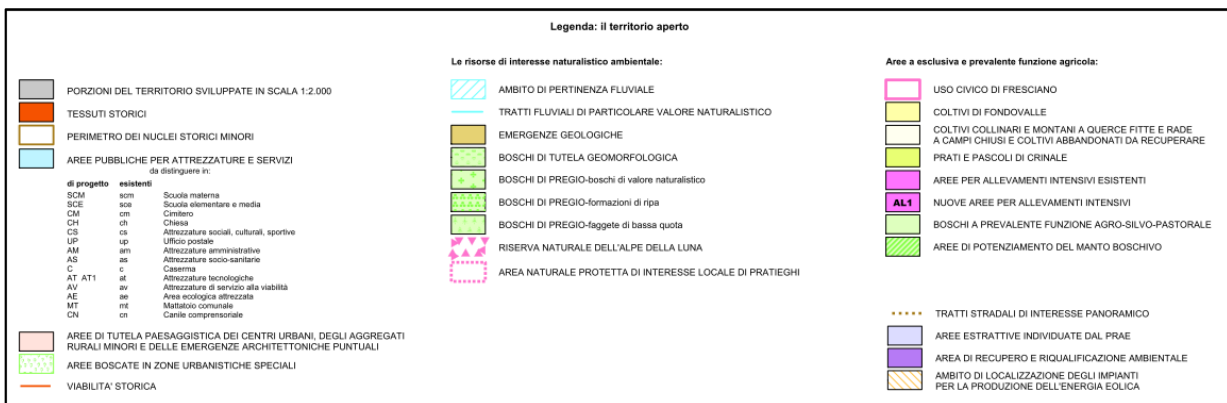 Legenda: il territorio aperto
PORZIONI DEL TERRITORIO SVILUPPATE IN SCALA 1:2.000
TESSUTI STORICI
PERIMETRO DEI NUCLEI STORICI MINORI
AREE PUBBLICHE PER ATTREZZATURE E SERVIZI
da distinguere in:
di progetto esistenti
SCM scm Scuola materna
SCE sce Scuola elementare e media
CM cm Cimitero
CH ch Chiesa
CS cs Attrezzature sociali, culturali, sportive
UP up Ufficio postale
AM am Attrezzature amministrative
AS as Attrezzature socio-sanitarie
C c Caserma
AT AT1 at Attrezzature tecnologiche
AV av Attrezzature di servizio alla viabilità
AE ae Area ecologica attrezzata
MT mt Mattatoio comunale
CN cn Canile comprensoriale
AREE DI TUTELA PAESAGGISTICA DEI CENTRI URBANI, DEGLI AGGREGATI
RURALI MINORI E DELLE EMERGENZE ARCHITETTONICHE PUNTUALI
AREE BOSCATE IN ZONE URBANISTICHE SPECIALI
VIABILITA' STORICA
Le risorse di interesse naturalistico ambientale:
AMBITO DI PERTINENZA FLUVIALE
TRATTI FLUVIALI DI PARTICOLARE VALORE NATURALISTICO
EMERGENZE GEOLOGICHE
BOSCHI DI TUTELA GEOMORFOLOGICA
BOSCHI DI PREGIO-boschi di valore naturalistico
BOSCHI DI PREGIO-formazioni di ripa
BOSCHI DI PREGIO-faggete di bassa quota
RISERVA NATURALE DELL'ALPE DELLA LUNA
AREA NATURALE PROTETTA DI INTERESSE LOCALE DI PRATIEGHI
Aree a esclusiva e prevalente funzione agricola:
USO CIVICO DI FRESCIANO
COLTIVI DI FONDOVALLE
COLTIVI COLLINARI E MONTANI A QUERCE FITTE E RADE
A CAMPI CHIUSI E COLTIVI ABBANDONATI DA RECUPERARE
PRATI E PASCOLI DI CRINALE
AREE PER ALLEVAMENTI INTENSIVI ESISTENTI
AL1 NUOVE AREE PER ALLEVAMENTI INTENSIVI
BOSCHI A PREVALENTE FUNZIONE AGRO-SILVO-PASTORALE
AREE DI POTENZIAMENTO DEL MANTO BOSCHIVO
TRATTI STRADALI DI INTERESSE PANORAMICO
AREE ESTRATTIVE INDIVIDUATE DAL PRAE
AREA DI RECUPERO E RIQUALIFICAZIONE AMBIENTALE
AMBITO DI LOCALIZZAZIONE DEGLI IMPIANTI
PER LA PRODUZIONE DELL'ENERGIA EOLICA